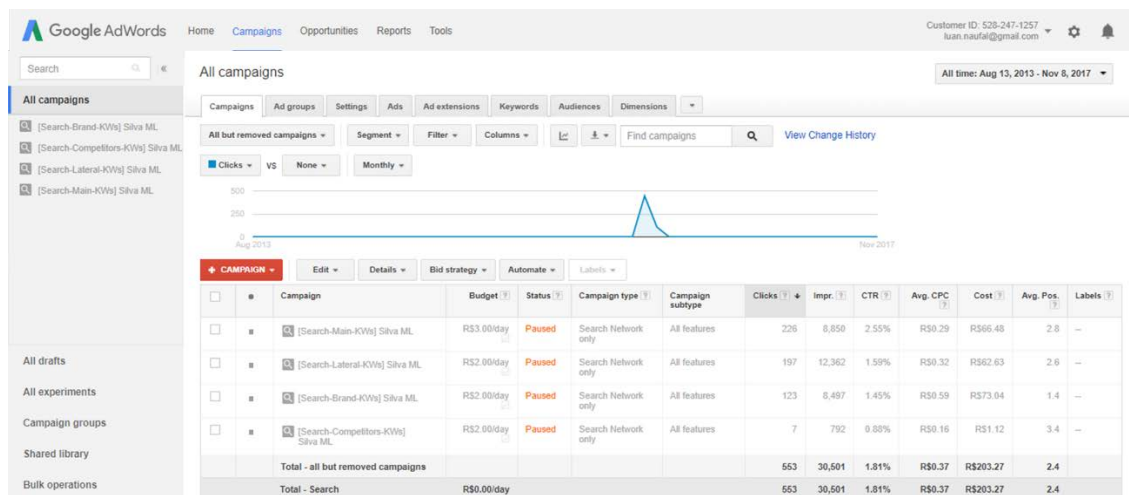 Google AdWords Home Campaigns Opportunities Reports Tools
Customer ID: 528-247-1257
luan.naufal@gmail.com
Search
All campaigns
[Search-Brand-KWs] Silva ML
[Search-Competitors-KWs] Silva ML
[Search-Lateral-KWs] Silva ML
[Search-Main-KWs] Silva ML
All drafts
All experiments
Campaign groups
Shared library
Bulk operations
All campaigns
All time: Aug 13, 2013 - Nov 8, 2017
Campaigns Ad groups Settings Ads Ad extensions Keywords Audiences Dimensions
All but removed campaigns Segment Filter Columns Find campaigns View Change History
Clicks VS None Monthly
500
250
0
Aug 2013 Nov 2017
+ CAMPAIGN Edit Details Bid strategy Automate Labels
Campaign Budget ? Status ? Campaign type ? Campaign subtype Clicks ? Impr. ? CTR ? Avg. CPC ? Cost ? Avg. Pos. ? Labels ?
[Search-Main-KWs] Silva ML R$3.00/day Paused Search Network only All features 226 8,850 2.55% R$0.29 R$66.48 2.8 --
[Search-Lateral-KWs] Silva ML R$2.00/day Paused Search Network only All features 197 12,362 1.59% R$0.32 R$62.63 2.6 --
[Search-Brand-KWs] Silva ML R$2.00/day Paused Search Network only All features 123 8,497 1.45% R$0.59 R$73.04 1.4 --
[Search-Competitors-KWs] Silva ML R$2.00/day Paused Search Network only All features 7 792 0.88% R$0.16 R$1.12 3.4 --
Total - all but removed campaigns 553 30,501 1.81% R$0.37 R$203.27 2.4
Total - Search R$0.00/day 553 30,501 1.81% R$0.37 R$203.27 2.4